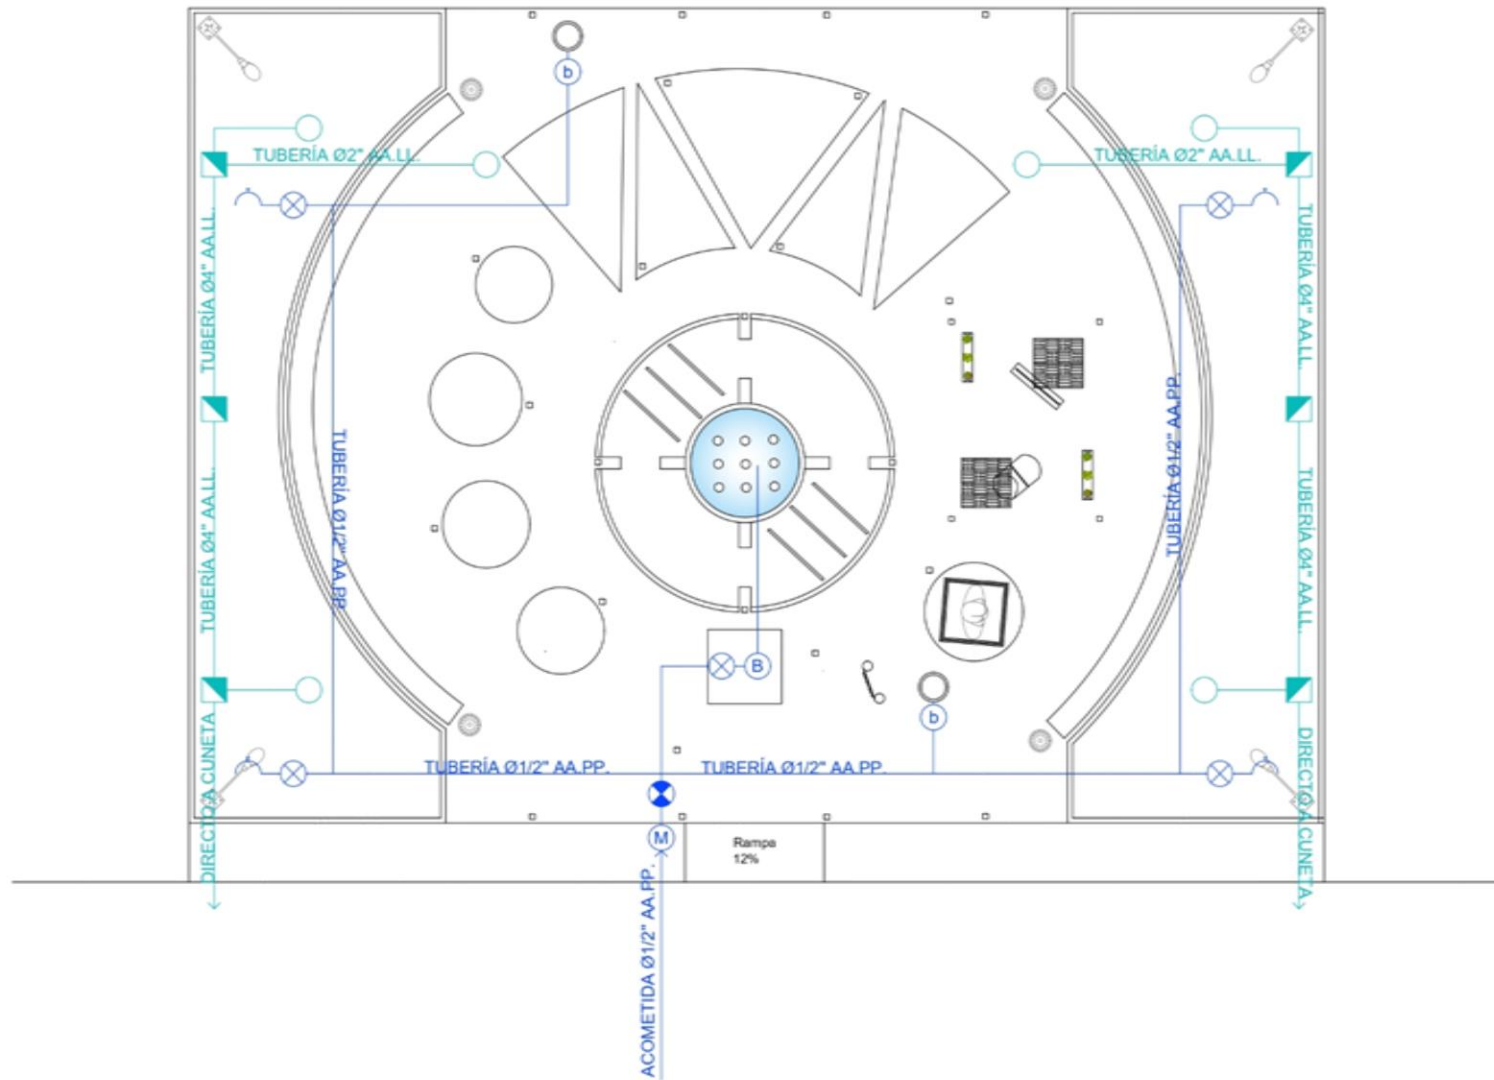 b
TUBERÍA Ø2" AA.LL.
TUBERÍA Ø2" AA.LL.
TUBERÍA Ø4" AA.LL.
TUBERÍA Ø4" AA.LL.
TUBERÍA Ø1/2" AA.PP.
TUBERÍA Ø1/2" AA.PP.
TUBERÍA Ø4" AA.LL.
TUBERÍA Ø4" AA.LL.
B
b
DIRECTO A CUNETA
DIRECTO A CUNETA
TUBERÍA Ø1/2" AA.PP.
TUBERÍA Ø1/2" AA.PP.
M
Rampa
12%
ACOMETIDA Ø1/2" AA.PP.